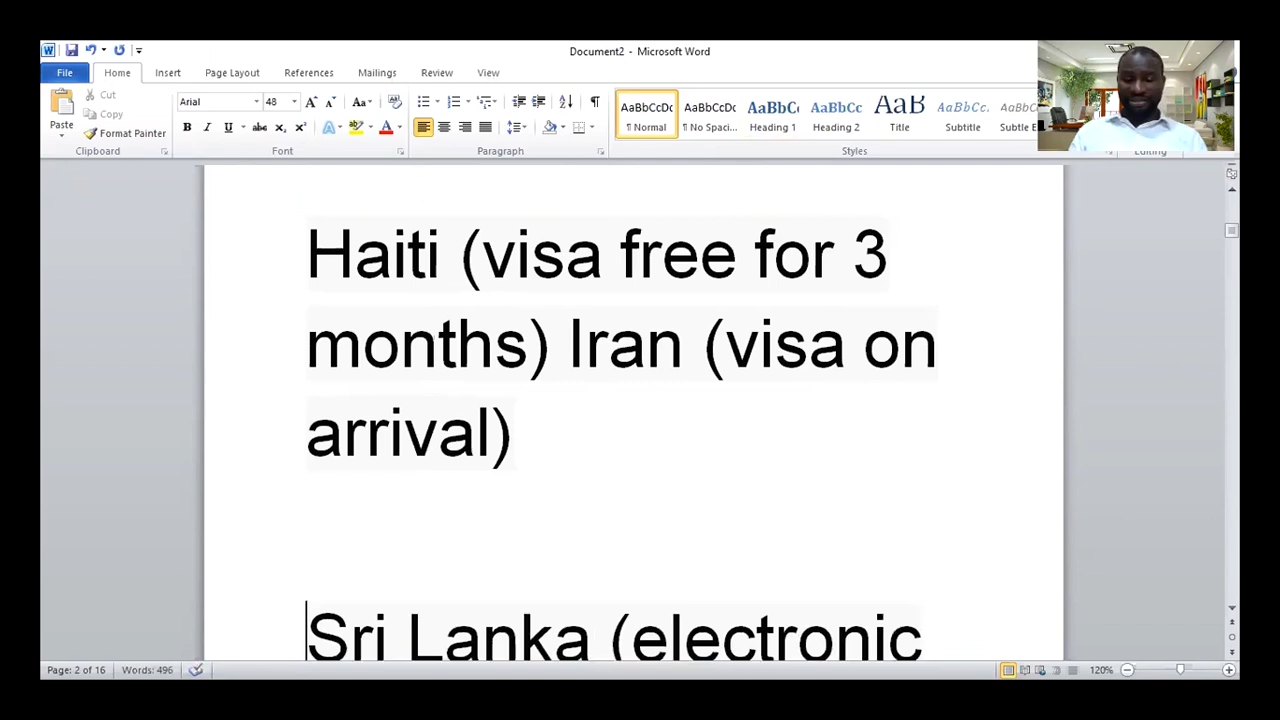 Document2 - Microsoft Word
File Home Insert Page Layout References Mailings Review View
Paste
Cut
Copy
Format Painter
Clipboard
Arial 48
Font
Paragraph
AaBbCcDc AaBbCcDc AaBbC AaBbCc AaB AaBbCc. AaBbCc
¶ Normal ¶ No Spaci... Heading 1 Heading 2 Title Subtitle Subtle E
Styles
Editing
Haiti (visa free for 3
months) Iran (visa on
arrival)
Sri Lanka (electronic
Page: 2 of 16 Words: 496 120%